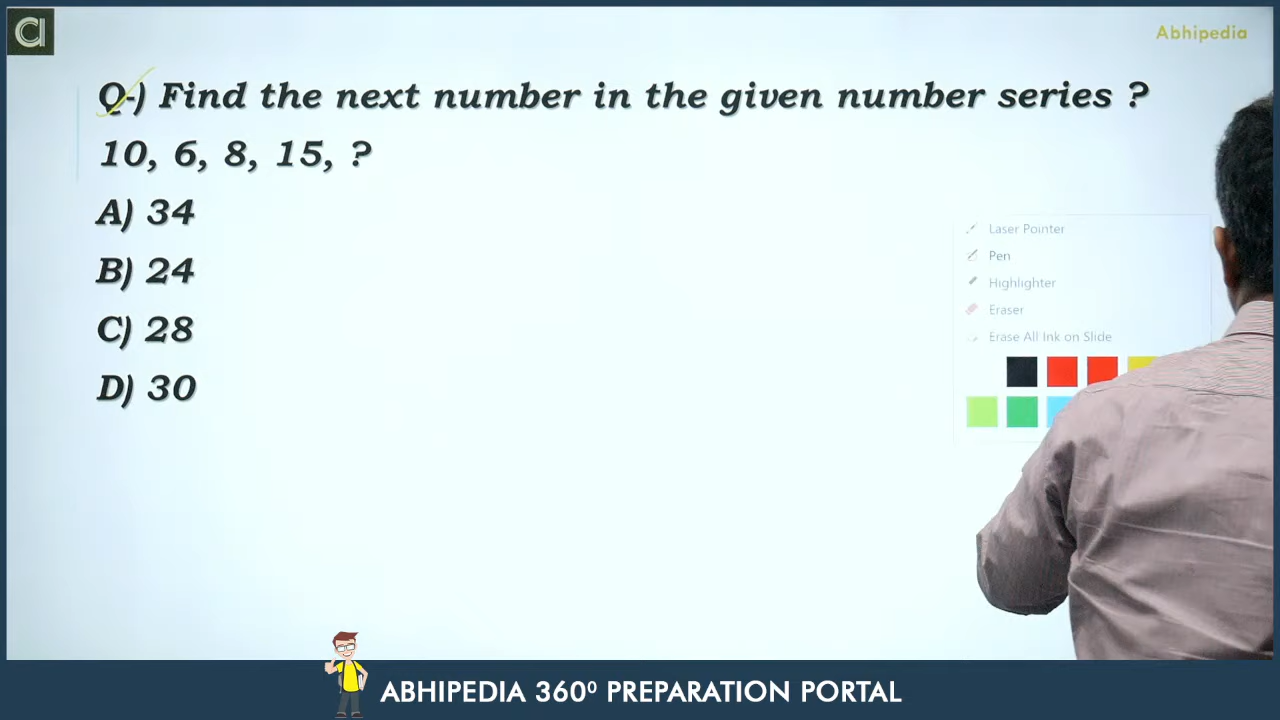 a
Abhipedia
Q-) Find the next number in the given number series ?
10, 6, 8, 15, ?
A) 34
B) 24
C) 28
D) 30
Laser Pointer
Pen
Highlighter
Eraser
Erase All Ink on Slide
ABHIPEDIA 360⁰ PREPARATION PORTAL